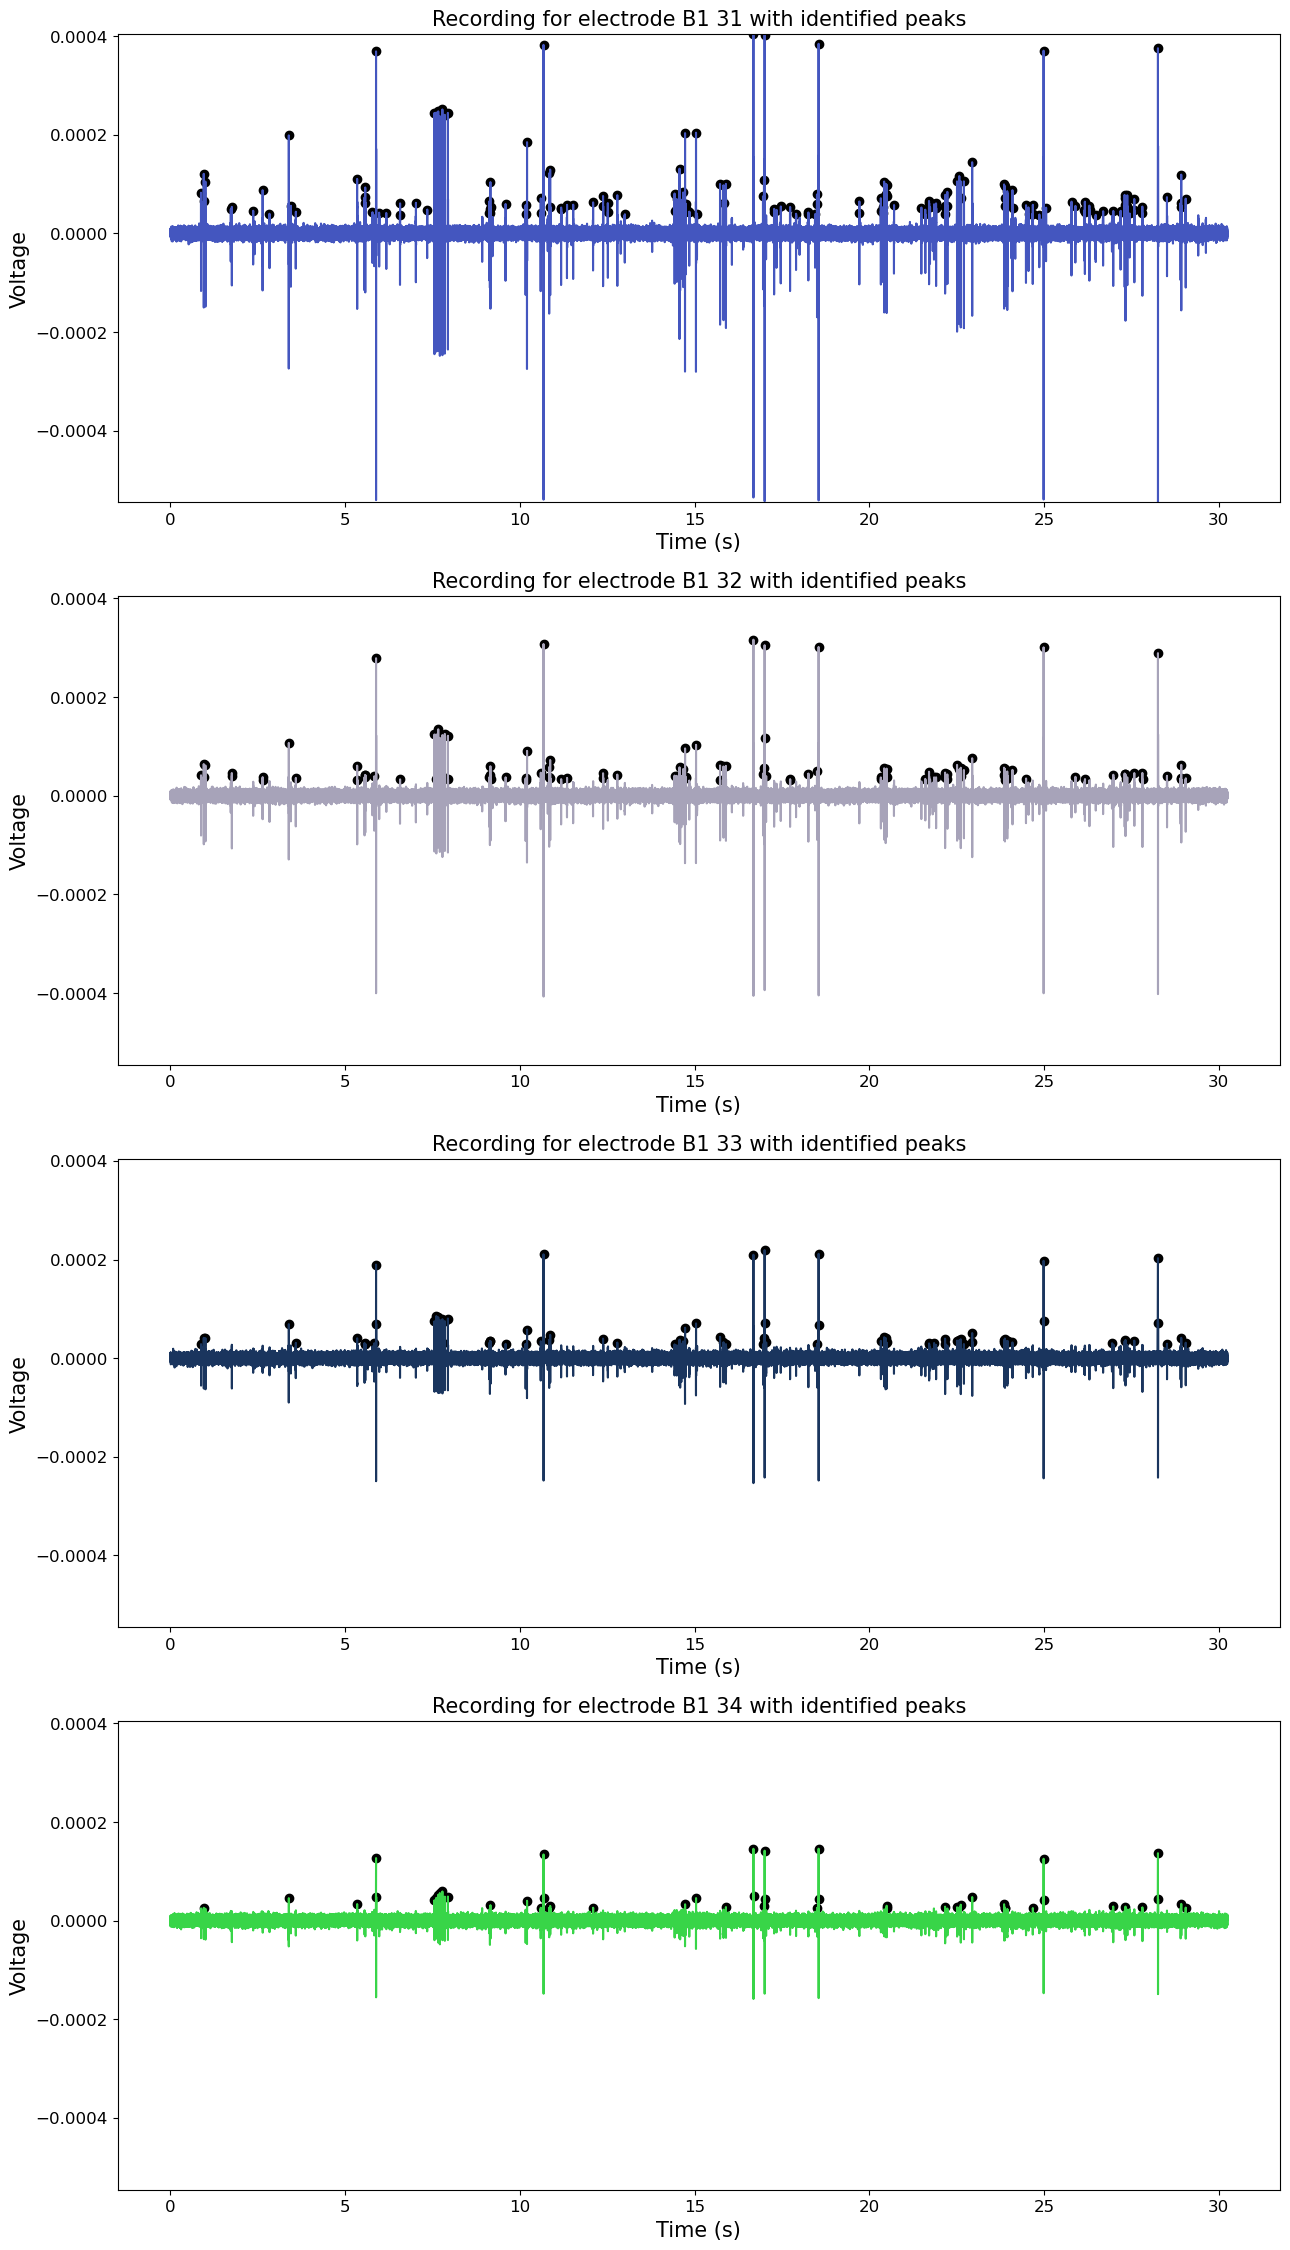 Recording for electrode B1 31 with identified peaks
0.0004
0.0002
0.0000
−0.0002
−0.0004
Voltage
0 5 10 15 20 25 30
Time (s)
Recording for electrode B1 32 with identified peaks
0.0004
0.0002
0.0000
−0.0002
−0.0004
Voltage
0 5 10 15 20 25 30
Time (s)
Recording for electrode B1 33 with identified peaks
0.0004
0.0002
0.0000
−0.0002
−0.0004
Voltage
0 5 10 15 20 25 30
Time (s)
Recording for electrode B1 34 with identified peaks
0.0004
0.0002
0.0000
−0.0002
−0.0004
Voltage
0 5 10 15 20 25 30
Time (s)